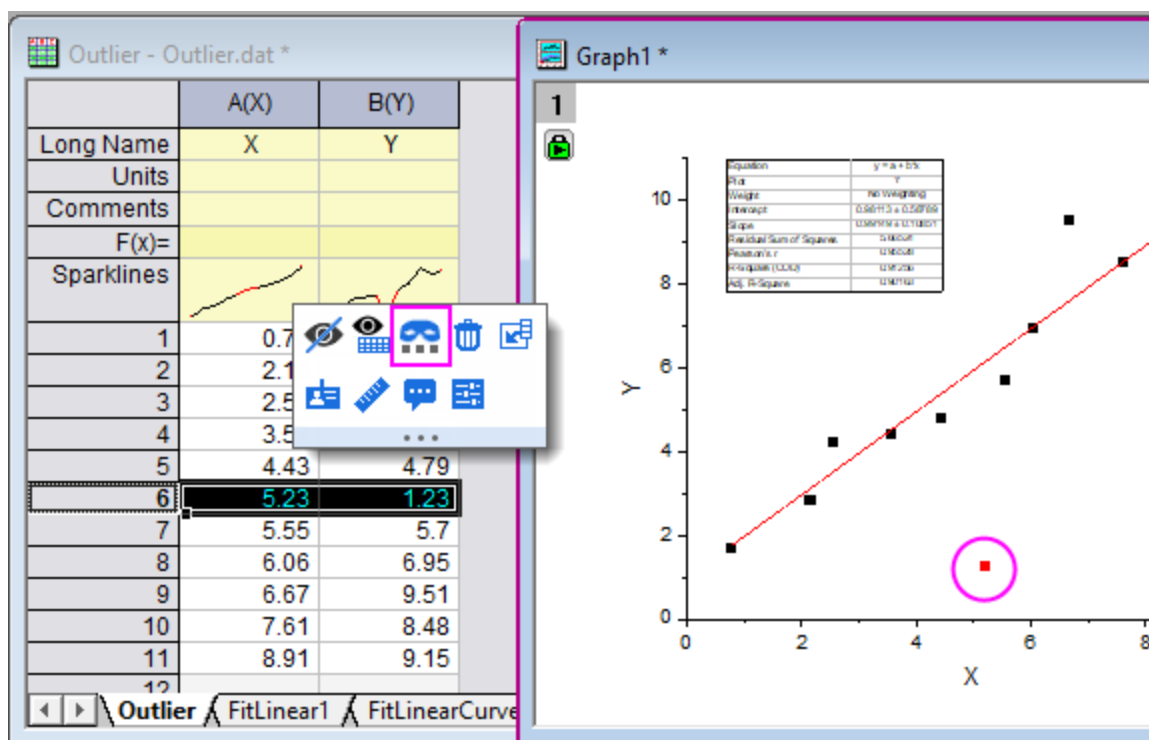 Outlier - Outlier.dat *
A(X) B(Y)
Long Name X Y
Units
Comments
F(x)=
Sparklines
1 0.7
2 2.1
3 2.5
4 3.5
5 4.43 4.79
6 5.23 1.23
7 5.55 5.7
8 6.06 6.95
9 6.67 9.51
10 7.61 8.48
11 8.91 9.15
12
Outlier FitLinear1 FitLinearCurve
Graph1 *
1
Equation y = a + b*x
Plot Y
Weight No Weighting
Intercept
Slope
Residual Sum of Squares
Pearson's r
R-Square (COD)
Adj. R-Square
10
8
6
4
2
0
Y
0 2 4 6 8
X